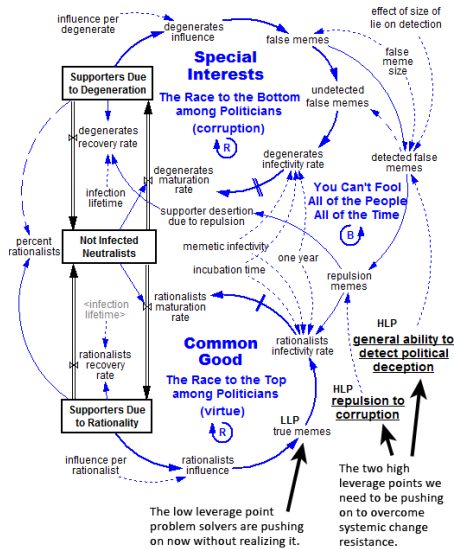 influence per
degenerate
degenerates
influence
false memes
effect of size of
lie on detection
false
meme
size
Special
Interests
Supporters Due
to Degeneration
The Race to the Bottom
among Politicians
(corruption)
R
undetected
false memes
degenerates
recovery rate
degenerates
infectivity rate
detected false
memes
degenerates
maturation
rate
infection
lifetime
You Can't Fool
All of the People
All of the Time
B
supporter desertion
due to repulsion
percent
rationalists
Not Infected
Neutralists
memetic infectivity
one year
incubation time
repulsion
memes
<infection
lifetime>
rationalists
maturation
rate
rationalists
infectivity rate
rationalists
recovery
rate
Common
Good
The Race to the Top
among Politicians
(virtue)
R
HLP
general ability to
detect political
deception
HLP
repulsion to
corruption
Supporters Due
to Rationality
LLP
true memes
influence per
rationalist
rationalists
influence
The low leverage point
problem solvers are pushing
on now without realizing it.
The two high
leverage points we
need to be pushing
on to overcome
systemic change
resistance.